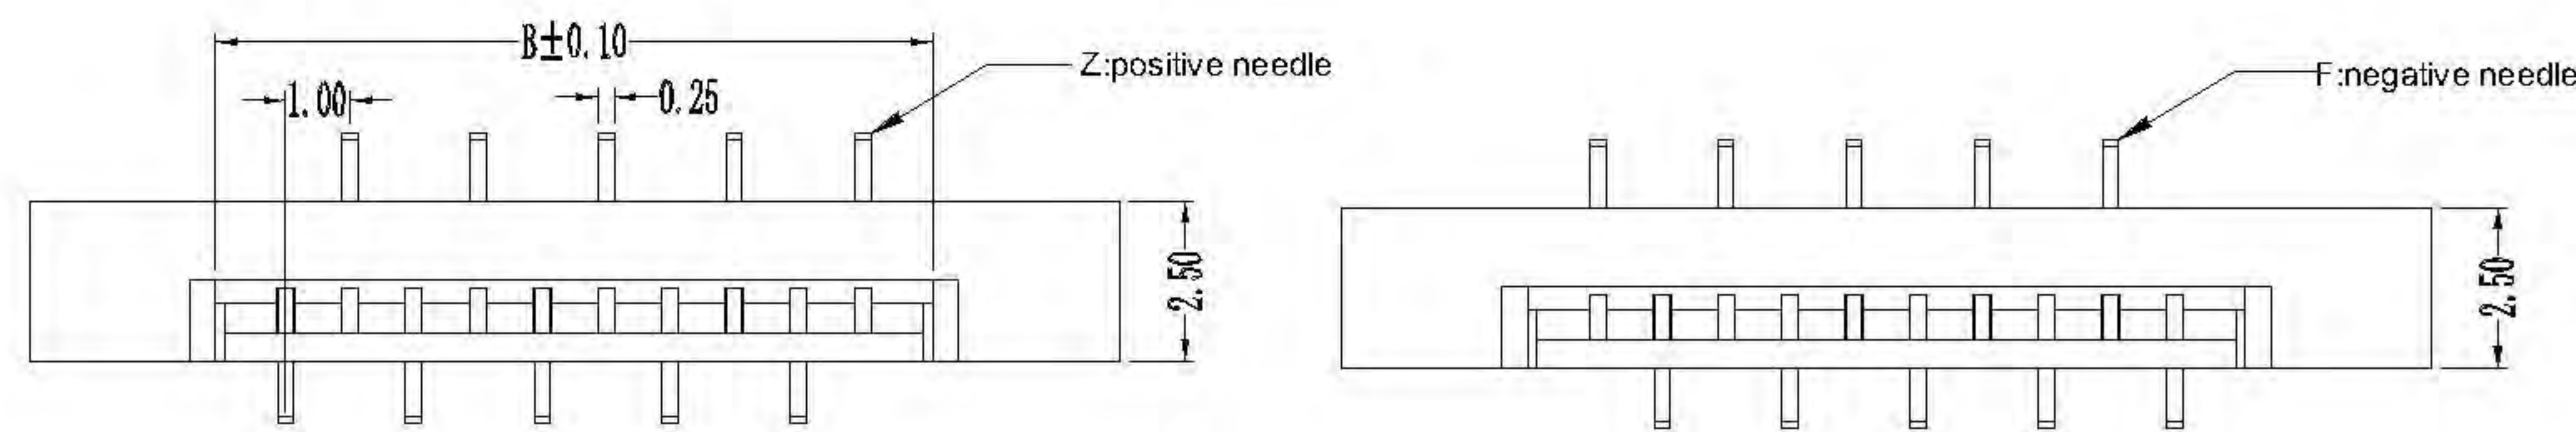 B±0.10
Z:positive needle
F:negative needle
1.00
0.25
2.50
2.50